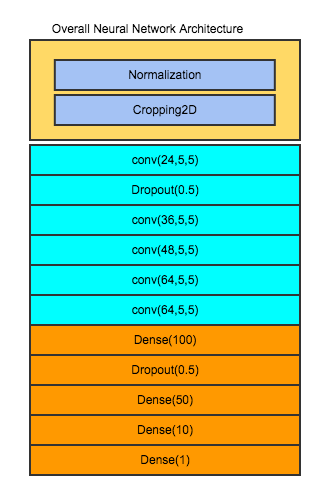 Overall Neural Network Architecture
Normalization
Cropping2D
conv(24,5,5)
Dropout(0.5)
conv(36,5,5)
conv(48,5,5)
conv(64,5,5)
conv(64,5,5)
Dense(100)
Dropout(0.5)
Dense(50)
Dense(10)
Dense(1)